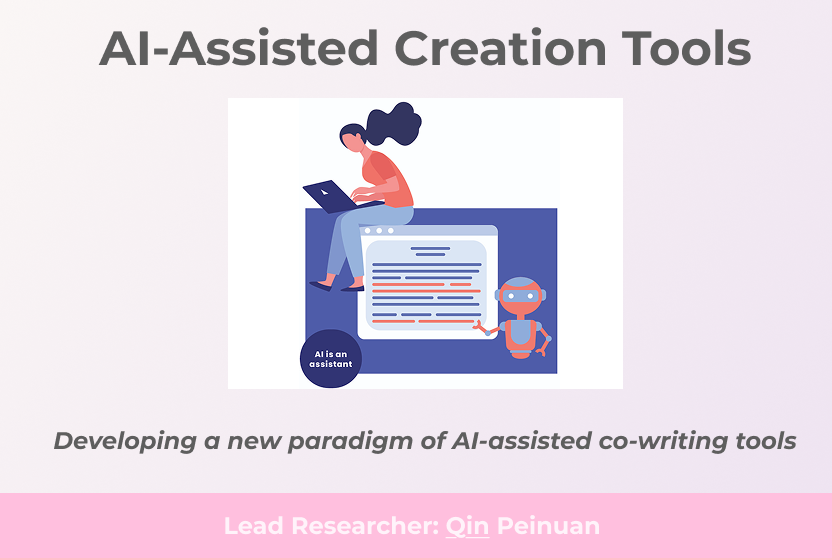 AI-Assisted Creation Tools
AI is an
assistant
Developing a new paradigm of AI-assisted co-writing tools
Lead Researcher: Qin Peinuan